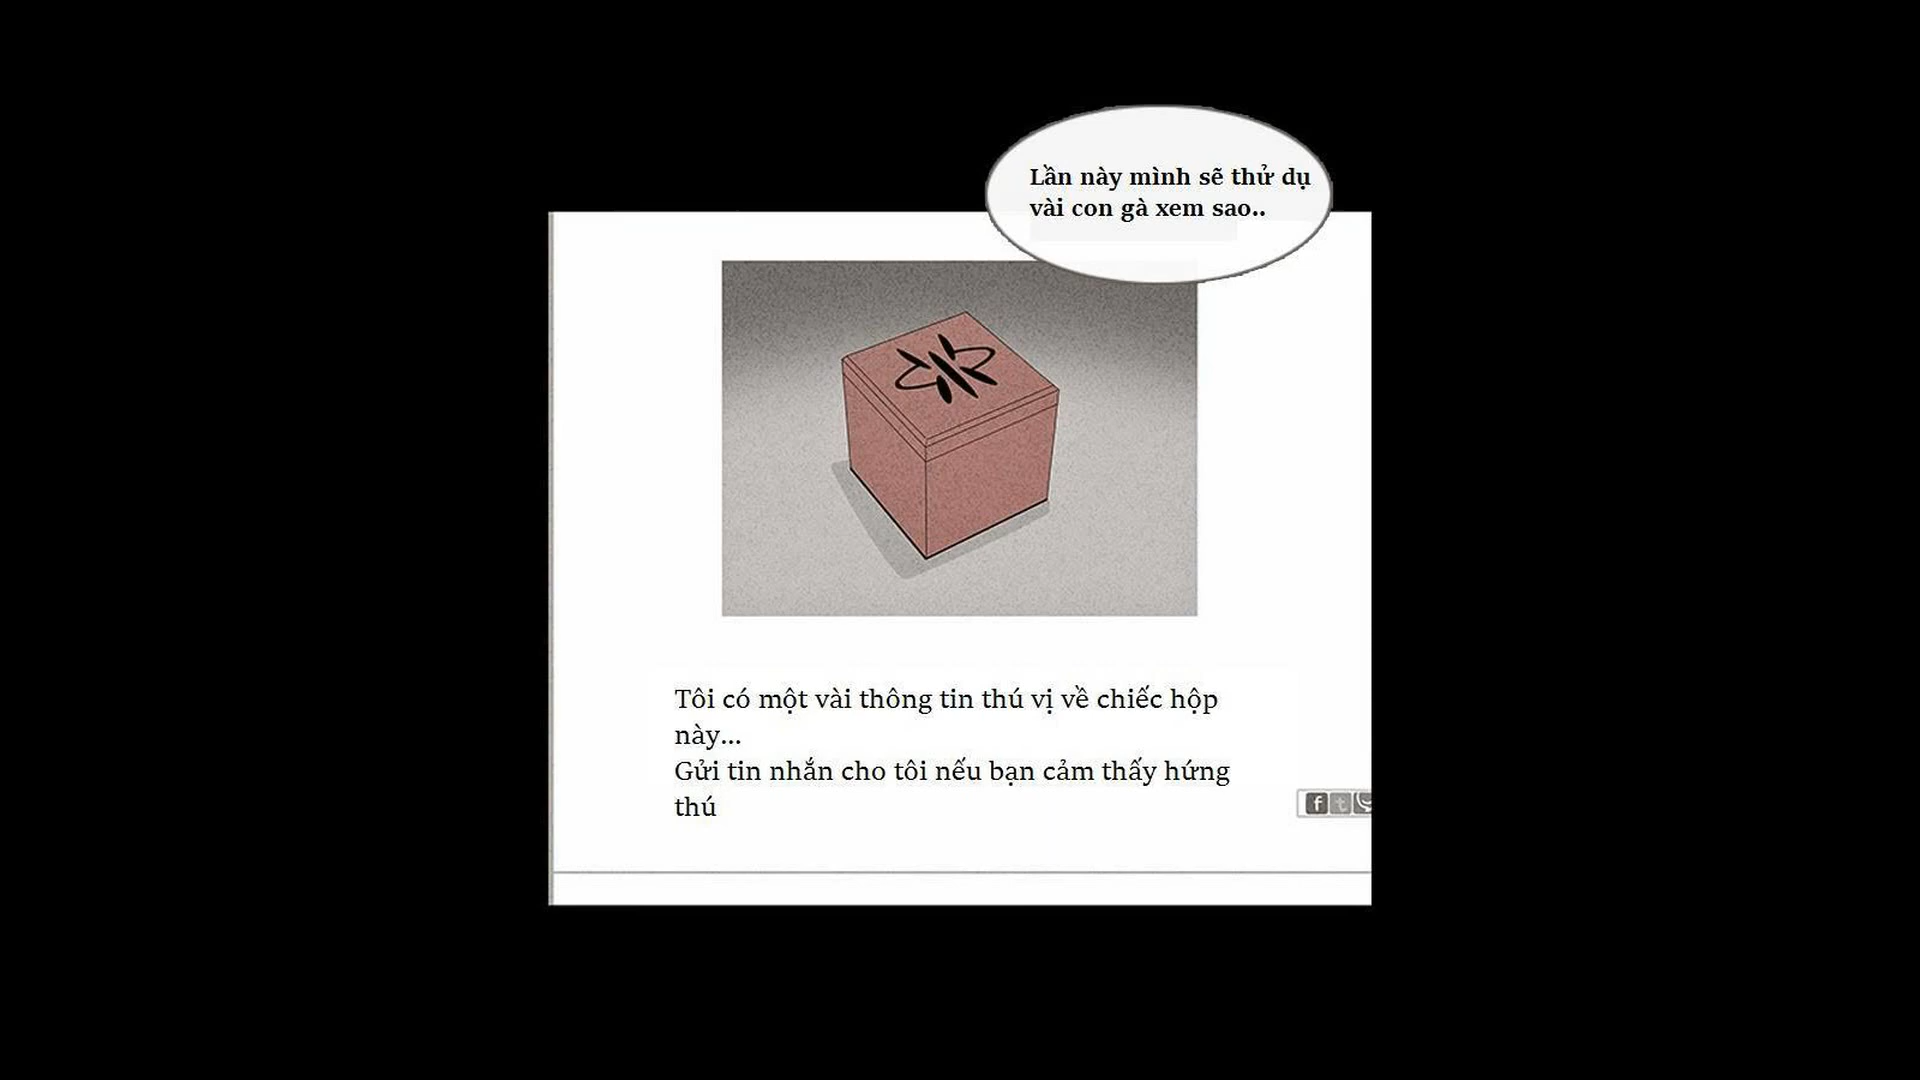 Lần này mình sẽ thử dụ
vài con gà xem sao..
Tôi có một vài thông tin thú vị về chiếc hộp
này...
Gửi tin nhắn cho tôi nếu bạn cảm thấy hứng
thú
f t